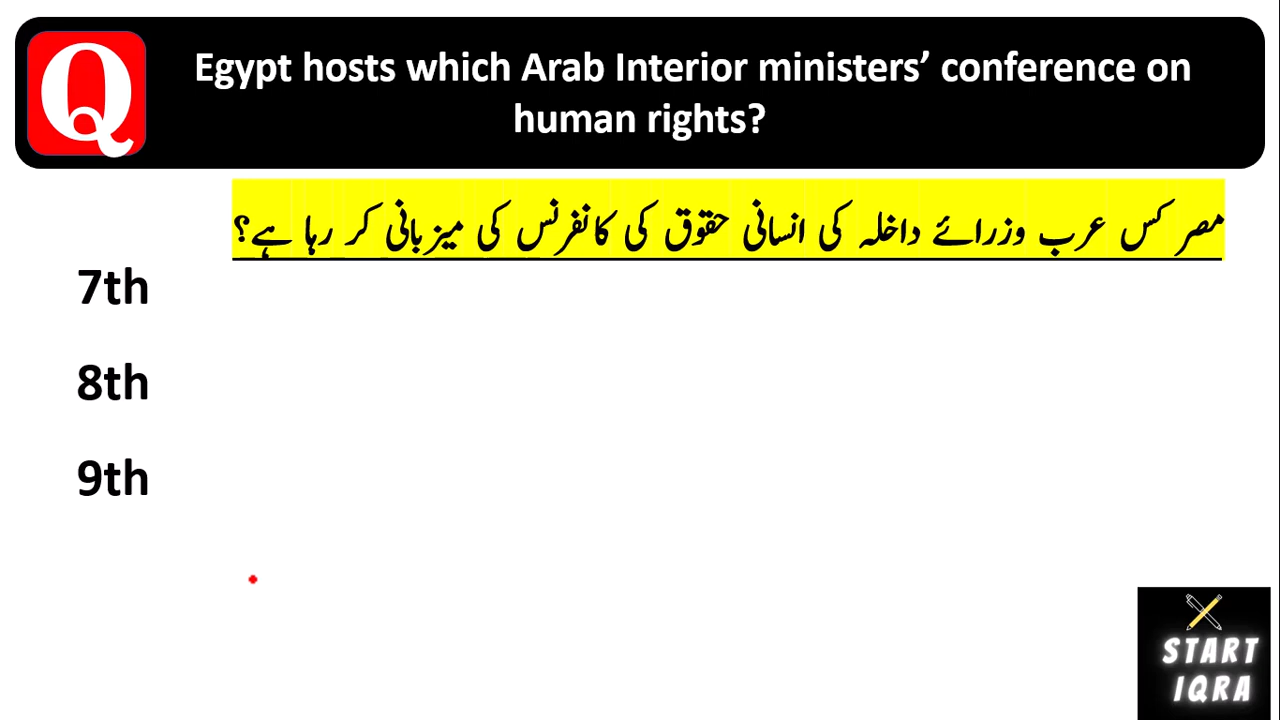 Q
Egypt hosts which Arab Interior ministers’ conference on
human rights?
مصر کس عرب وزرائے داخلہ کی انسانی حقوق کی کانفرنس کی میزبانی کر رہا ہے؟
7th
8th
9th
START
IQRA